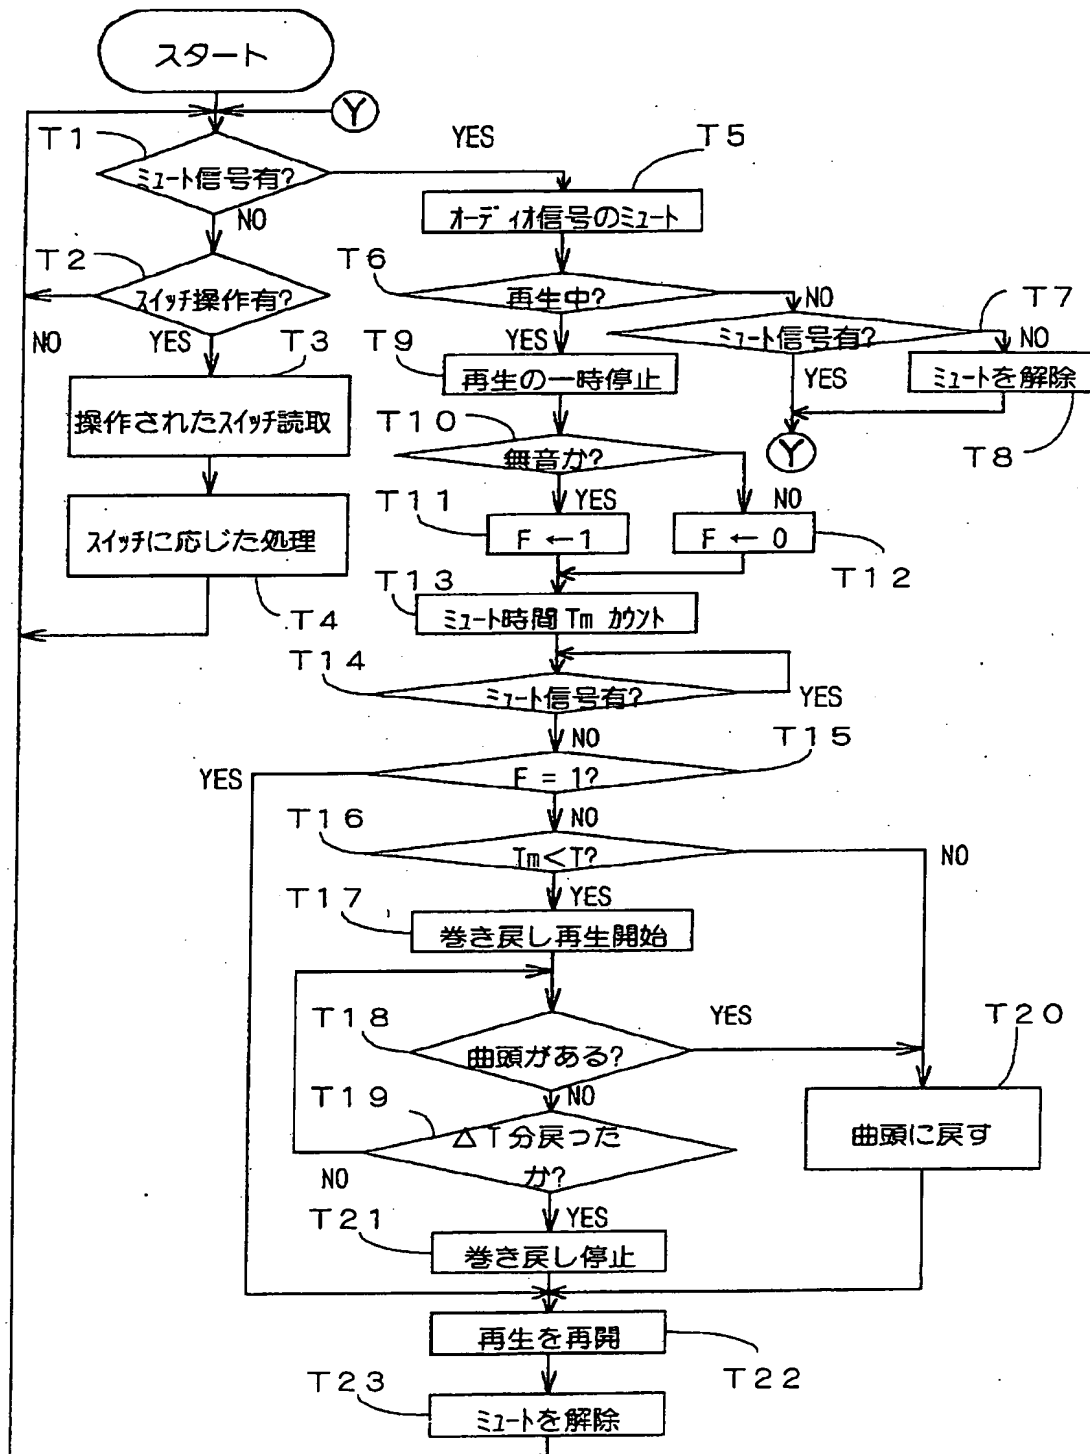 スタート
Y
T1
ミュート信号有?
YES
NO
T5
オーディオ信号のミュート
T2
スイッチ操作有?
NO
YES
T6
再生中?
NO
YES
T7
ミュート信号有?
NO
YES
T3
操作されたスイッチ読取
T9
再生の一時停止
ミュートを解除
T8
Y
T10
無音か?
YES
NO
スイッチに応じた処理
T4
T11
F ← 1
F ← 0
T12
T13
ミュート時間 Tm カウント
T14
ミュート信号有?
YES
NO
T15
F = 1?
YES
NO
T16
Tm<T?
NO
YES
T17
巻き戻し再生開始
T18
曲頭がある?
YES
NO
T20
曲頭に戻す
T19
△T分戻った
か?
NO
YES
T21
巻き戻し停止
再生を再開
T22
T23
ミュートを解除